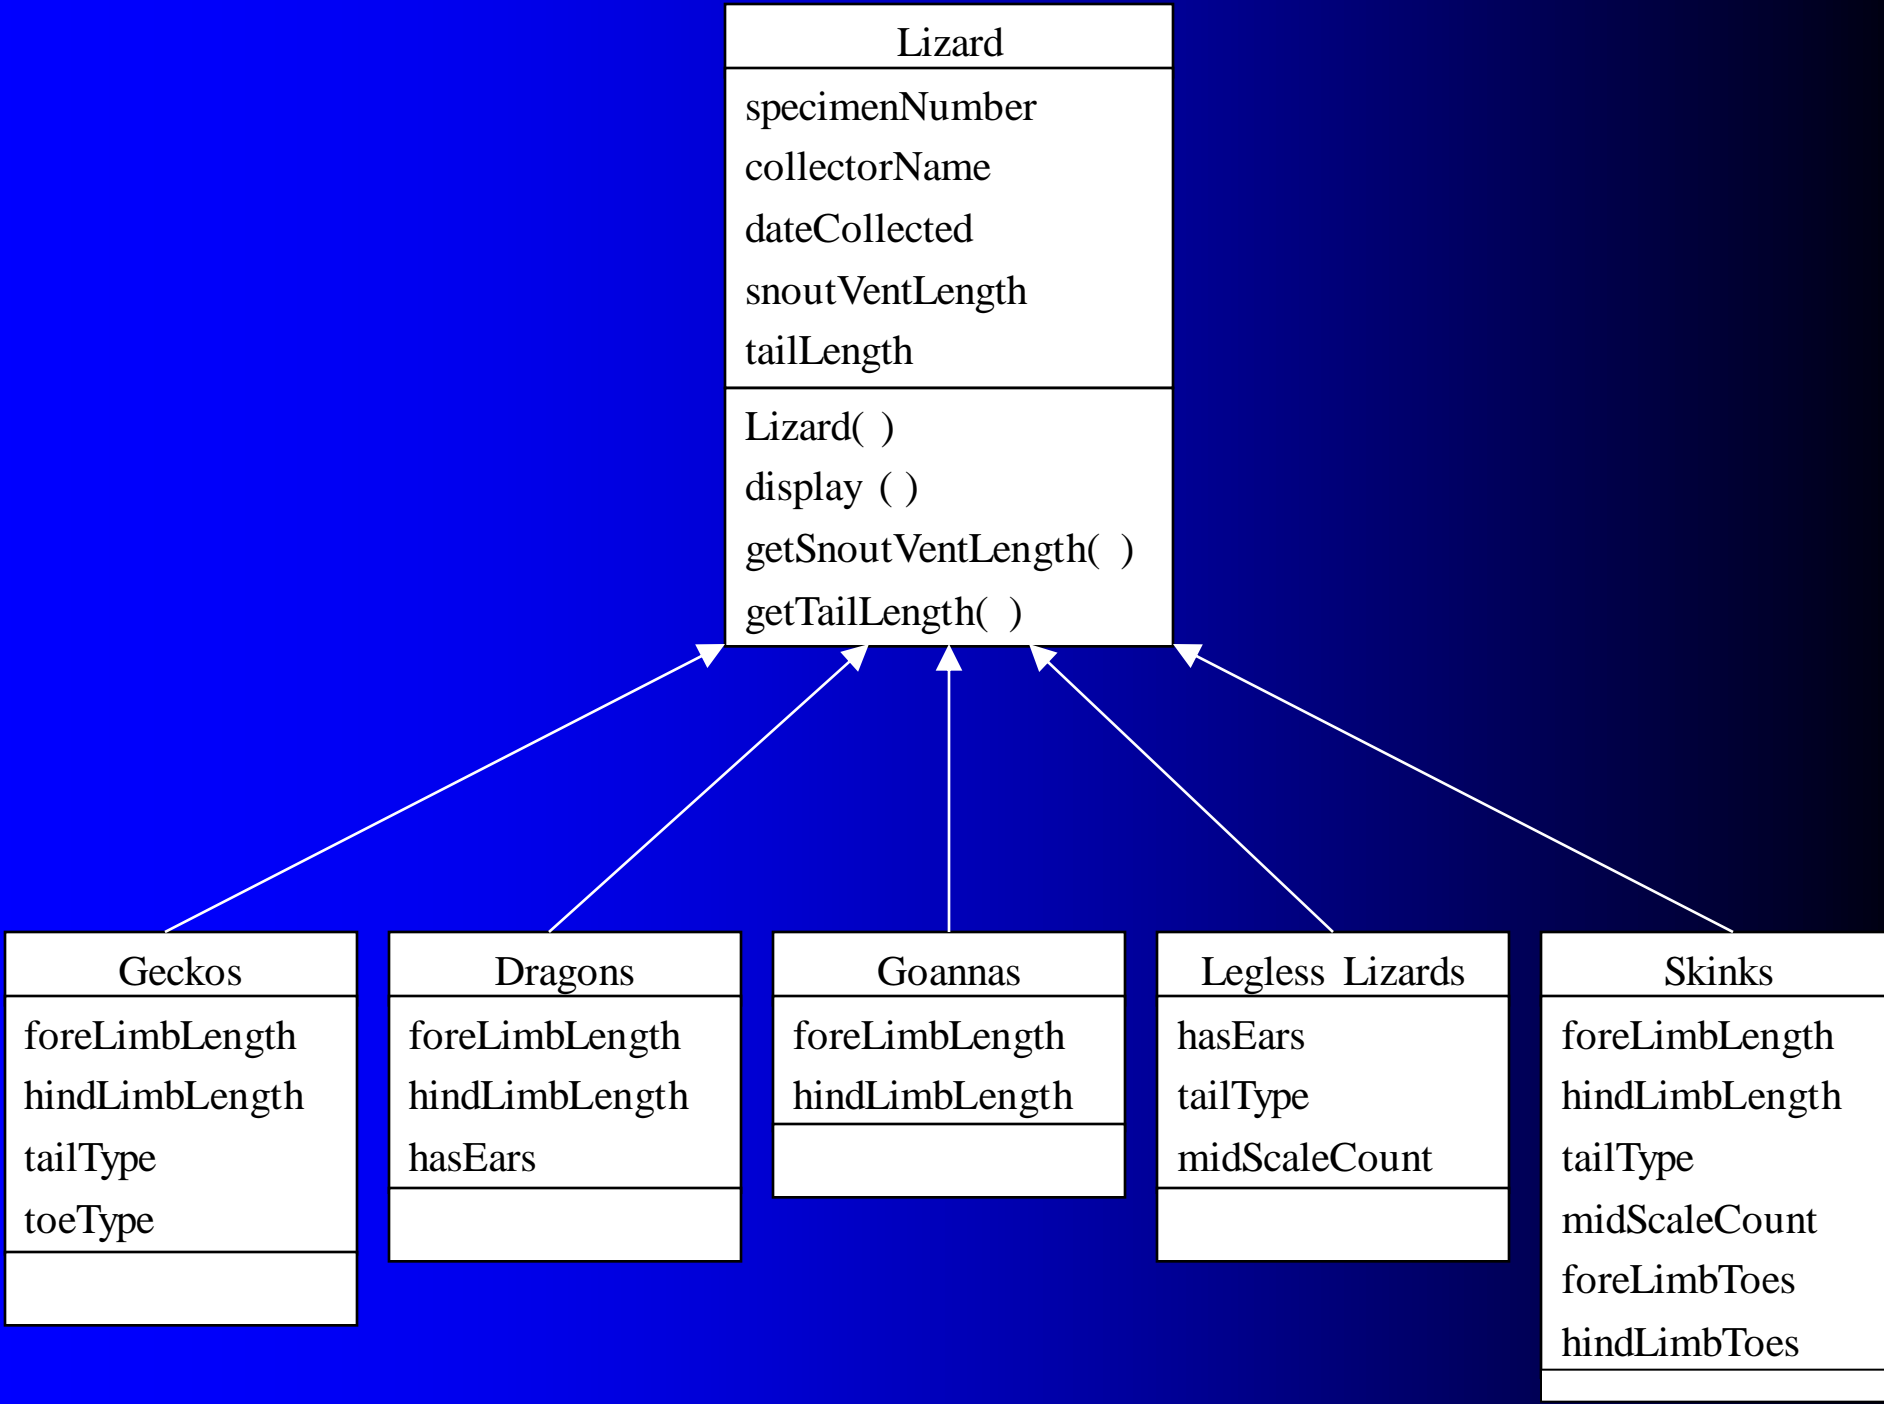 Lizard
specimenNumber
collectorName
dateCollected
snoutVentLength
tailLength
Lizard( )
display ( )
getSnoutVentLength( )
getTailLength( )
Geckos
foreLimbLength
hindLimbLength
tailType
toeType
Dragons
foreLimbLength
hindLimbLength
hasEars
Goannas
foreLimbLength
hindLimbLength
Legless Lizards
hasEars
tailType
midScaleCount
Skinks
foreLimbLength
hindLimbLength
tailType
midScaleCount
foreLimbToes
hindLimbToes